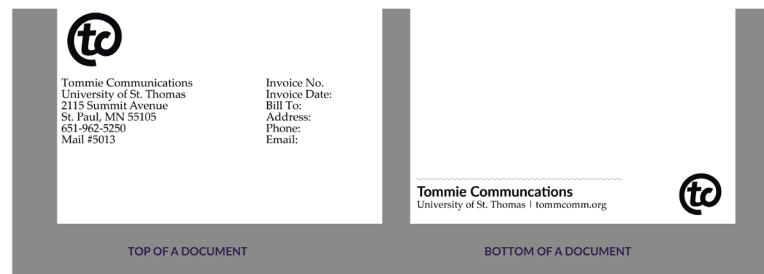 tc
Tommie Communications
University of St. Thomas
2115 Summit Avenue
St. Paul, MN 55105
651-962-5250
Mail #5013
Invoice No.
Invoice Date:
Bill To:
Address:
Phone:
Email:
Tommie Communcations
University of St. Thomas | tommcomm.org
tc
TOP OF A DOCUMENT
BOTTOM OF A DOCUMENT